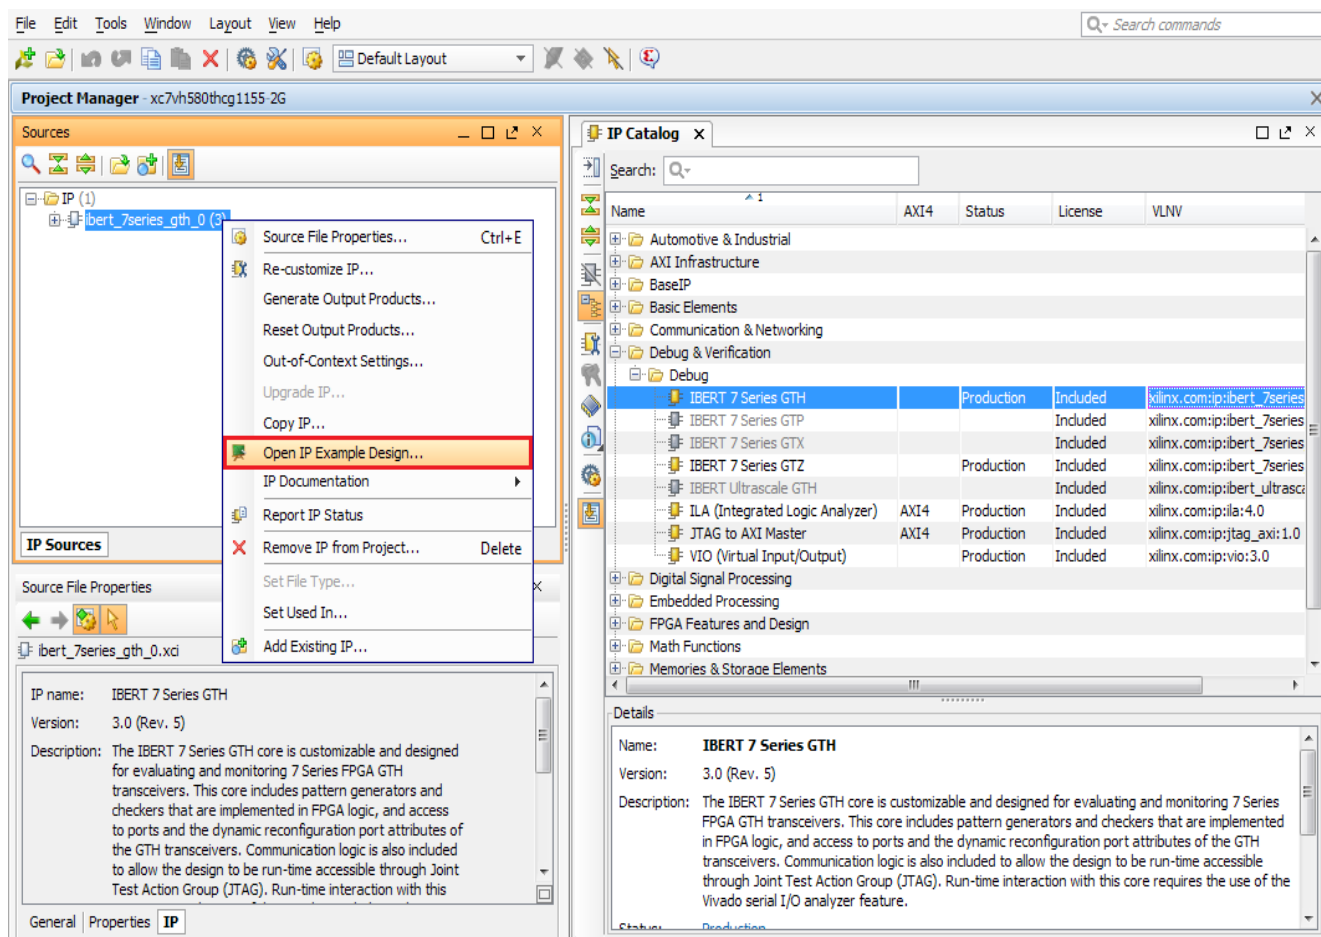 File Edit Tools Window Layout View Help
Search commands
Default Layout
Project Manager - xc7vh580thcg1155-2G
Sources
IP (1)
ibert_7series_gth_0 (3)
Source File Properties... Ctrl+E
Re-customize IP...
Generate Output Products...
Reset Output Products...
Out-of-Context Settings...
Upgrade IP...
Copy IP...
Open IP Example Design...
IP Documentation
Report IP Status
Remove IP from Project... Delete
Set File Type...
Set Used In...
Add Existing IP...
IP Sources
Source File Properties
ibert_7series_gth_0.xci
IP name: IBERT 7 Series GTH
Version: 3.0 (Rev. 5)
Description: The IBERT 7 Series GTH core is customizable and designed
for evaluating and monitoring 7 Series FPGA GTH
transceivers. This core includes pattern generators and
checkers that are implemented in FPGA logic, and access
to ports and the dynamic reconfiguration port attributes of
the GTH transceivers. Communication logic is also included
to allow the design to be run-time accessible through Joint
Test Action Group (JTAG). Run-time interaction with this
General Properties IP
IP Catalog
Search:
1
Name AXI4 Status License VLNV
Automotive & Industrial
AXI Infrastructure
BaseIP
Basic Elements
Communication & Networking
Debug & Verification
Debug
IBERT 7 Series GTH Production Included xilinx.com:ip:ibert_7series
IBERT 7 Series GTP Included xilinx.com:ip:ibert_7series
IBERT 7 Series GTX Included xilinx.com:ip:ibert_7series
IBERT 7 Series GTZ Production Included xilinx.com:ip:ibert_7series
IBERT Ultrascale GTH Included xilinx.com:ip:ibert_ultrasca
ILA (Integrated Logic Analyzer) AXI4 Production Included xilinx.com:ip:ila:4.0
JTAG to AXI Master AXI4 Production Included xilinx.com:ip:jtag_axi:1.0
VIO (Virtual Input/Output) Production Included xilinx.com:ip:vio:3.0
Digital Signal Processing
Embedded Processing
FPGA Features and Design
Math Functions
Memories & Storage Elements
Details
Name: IBERT 7 Series GTH
Version: 3.0 (Rev. 5)
Description: The IBERT 7 Series GTH core is customizable and designed for evaluating and monitoring 7 Series
FPGA GTH transceivers. This core includes pattern generators and checkers that are implemented
in FPGA logic, and access to ports and the dynamic reconfiguration port attributes of the GTH
transceivers. Communication logic is also included to allow the design to be run-time accessible
through Joint Test Action Group (JTAG). Run-time interaction with this core requires the use of the
Vivado serial I/O analyzer feature.
Status: Production